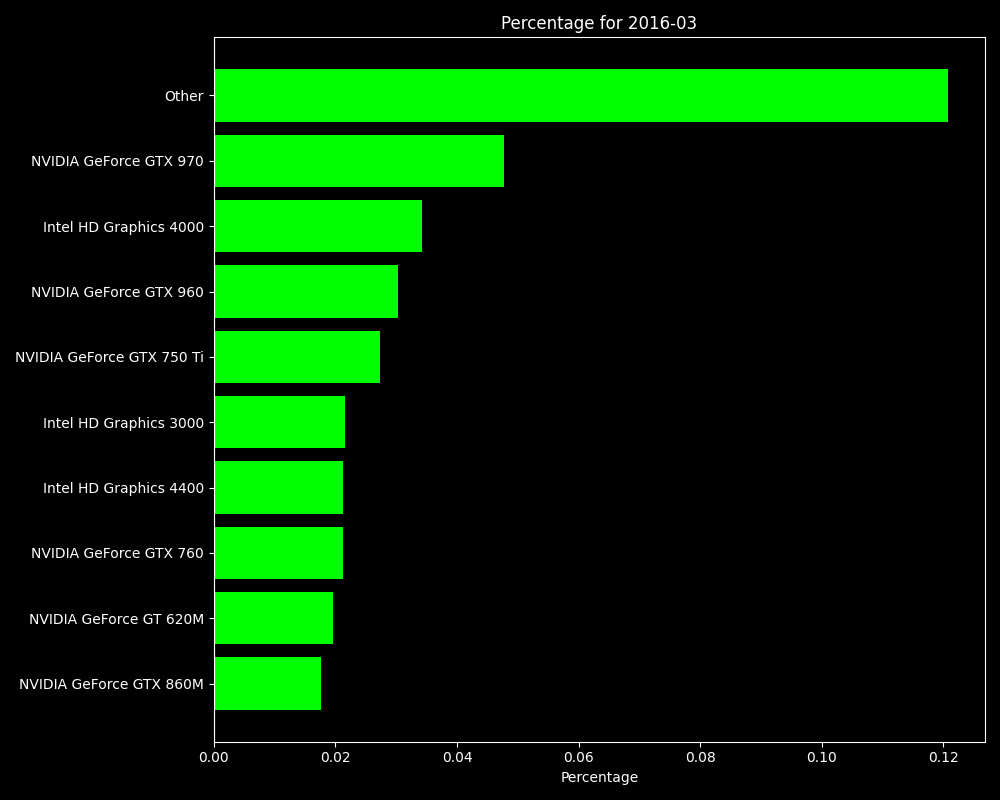 Percentage for 2016-03
Other
NVIDIA GeForce GTX 970
Intel HD Graphics 4000
NVIDIA GeForce GTX 960
NVIDIA GeForce GTX 750 Ti
Intel HD Graphics 3000
Intel HD Graphics 4400
NVIDIA GeForce GTX 760
NVIDIA GeForce GT 620M
NVIDIA GeForce GTX 860M
0.00 0.02 0.04 0.06 0.08 0.10 0.12
Percentage